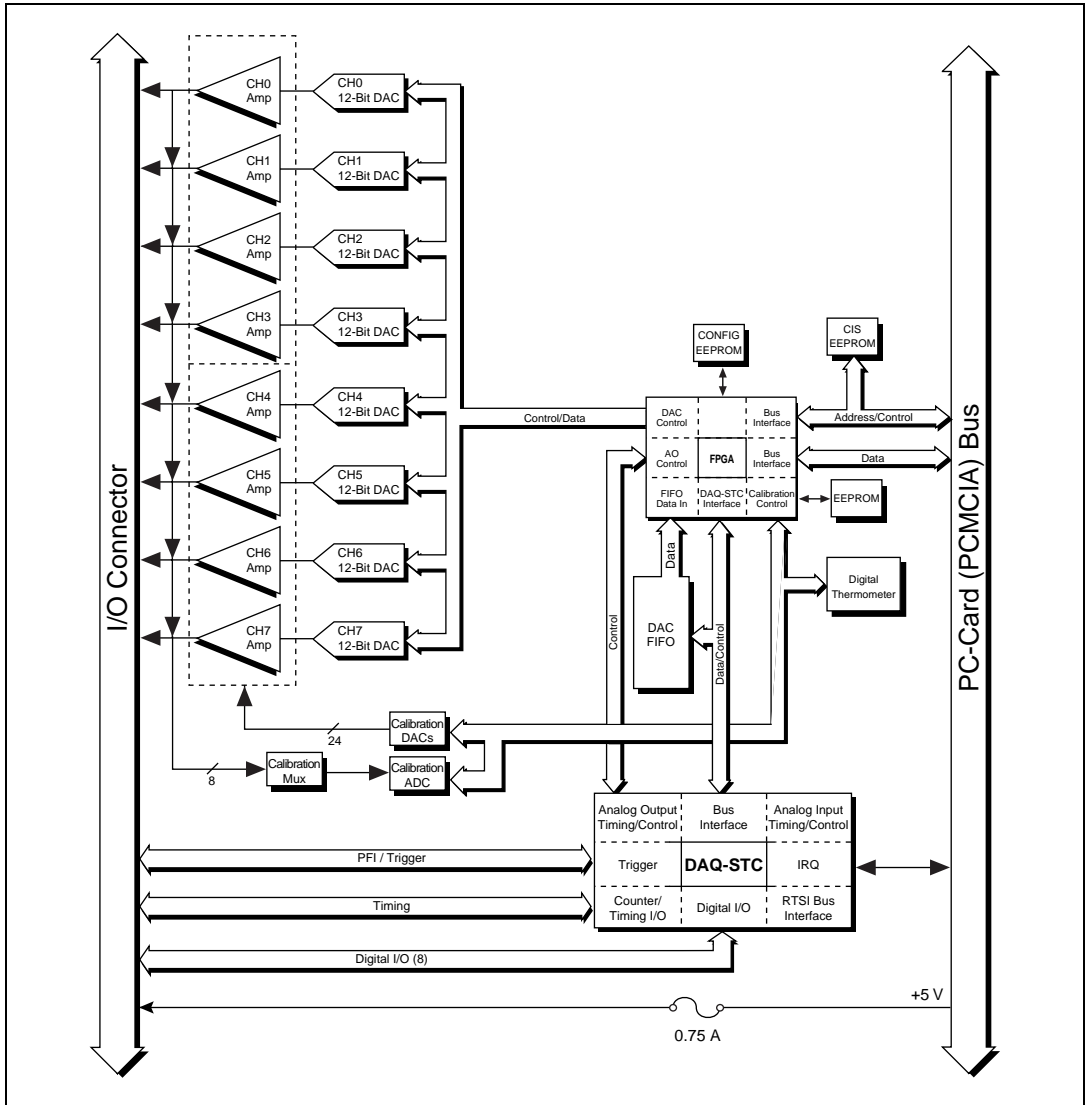 I/O Connector
CH0
Amp
CH0
12-Bit DAC
CH1
Amp
CH1
12-Bit DAC
CH2
Amp
CH2
12-Bit DAC
CH3
Amp
CH3
12-Bit DAC
CH4
Amp
CH4
12-Bit DAC
CH5
Amp
CH5
12-Bit DAC
CH6
Amp
CH6
12-Bit DAC
CH7
Amp
CH7
12-Bit DAC
Control/Data
CONFIG
EEPROM
CIS
EEPROM
DAC
Control
Bus
Interface
AO
Control
FPGA
Bus
Interface
FIFO
Data In
DAQ-STC
Interface
Calibration
Control
Address/Control
Data
EEPROM
Digital
Thermometer
Data
DAC
FIFO
Control
Data/Control
Calibration
DACs
24
Calibration
Mux
8
Calibration
ADC
Analog Output
Timing/Control
Bus
Interface
Analog Input
Timing/Control
Trigger
DAQ-STC
IRQ
Counter/
Timing I/O
Digital I/O
RTSI Bus
Interface
PFI / Trigger
Timing
Digital I/O (8)
+5 V
0.75 A
PC-Card (PCMCIA) Bus